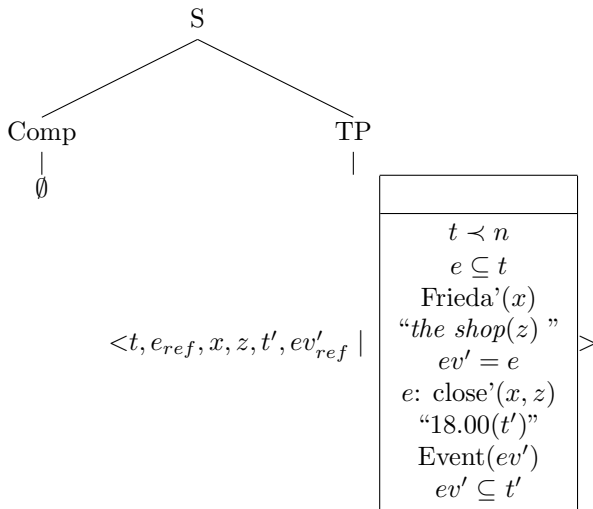 S
Comp TP
∅
t ≺ n
e ⊆ t
Frieda’(x)
“the shop(z) ”
<t, e_ref, x, z, t′, ev′_ref | ev′ = e >
e: close’(x, z)
“18.00(t′)”
Event(ev′)
ev′ ⊆ t′